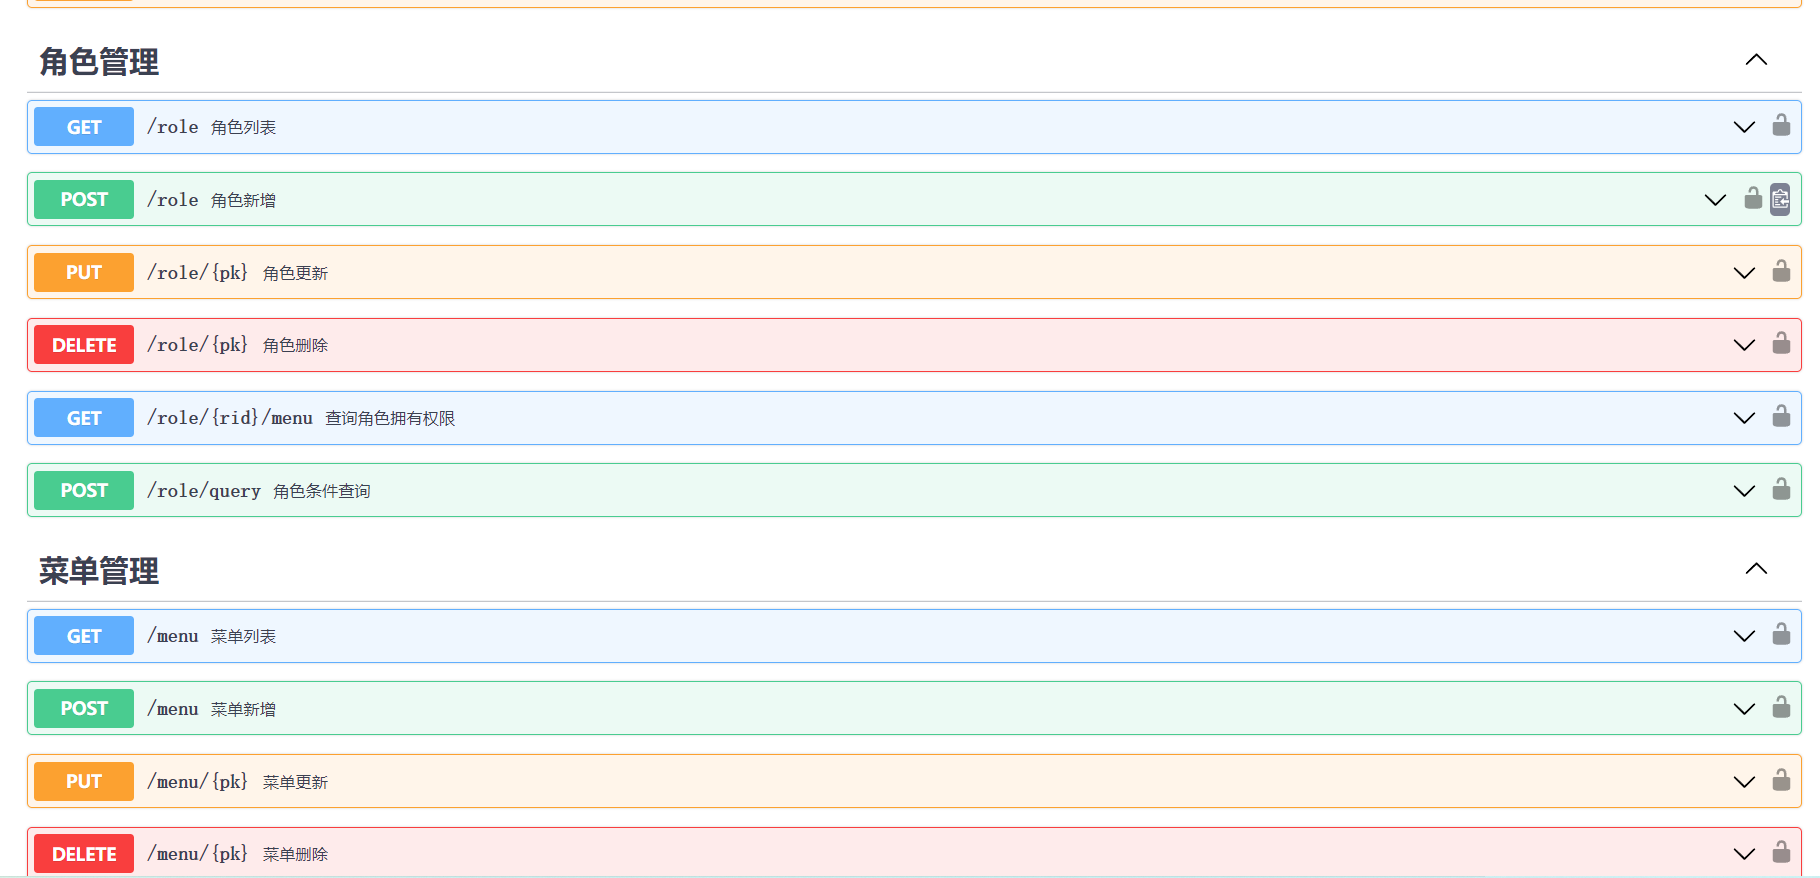 角色管理
GET /role 角色列表
POST /role 角色新增
PUT /role/{pk} 角色更新
DELETE /role/{pk} 角色删除
GET /role/{rid}/menu 查询角色拥有权限
POST /role/query 角色条件查询
菜单管理
GET /menu 菜单列表
POST /menu 菜单新增
PUT /menu/{pk} 菜单更新
DELETE /menu/{pk} 菜单删除